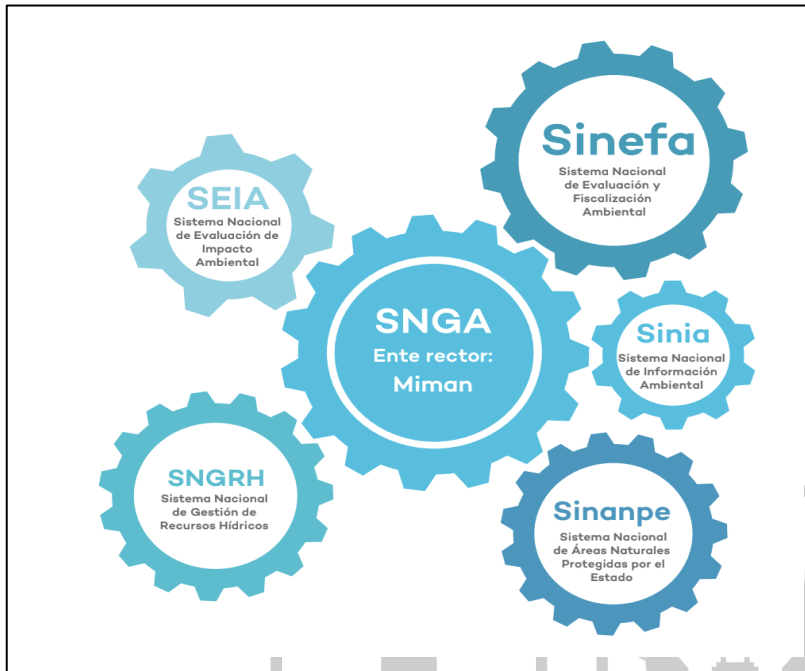 SEIA
Sistema Nacional
de Evaluación de
Impacto
Ambiental
Sinefa
Sistema Nacional
de Evaluación y
Fiscalización
Ambiental
SNGA
Ente rector:
Miman
Sinia
Sistema Nacional
de Información
Ambiental
SNGRH
Sistema Nacional
de Gestión de
Recursos Hídricos
Sinanpe
Sistema Nacional
de Áreas Naturales
Protegidas por el
Estado